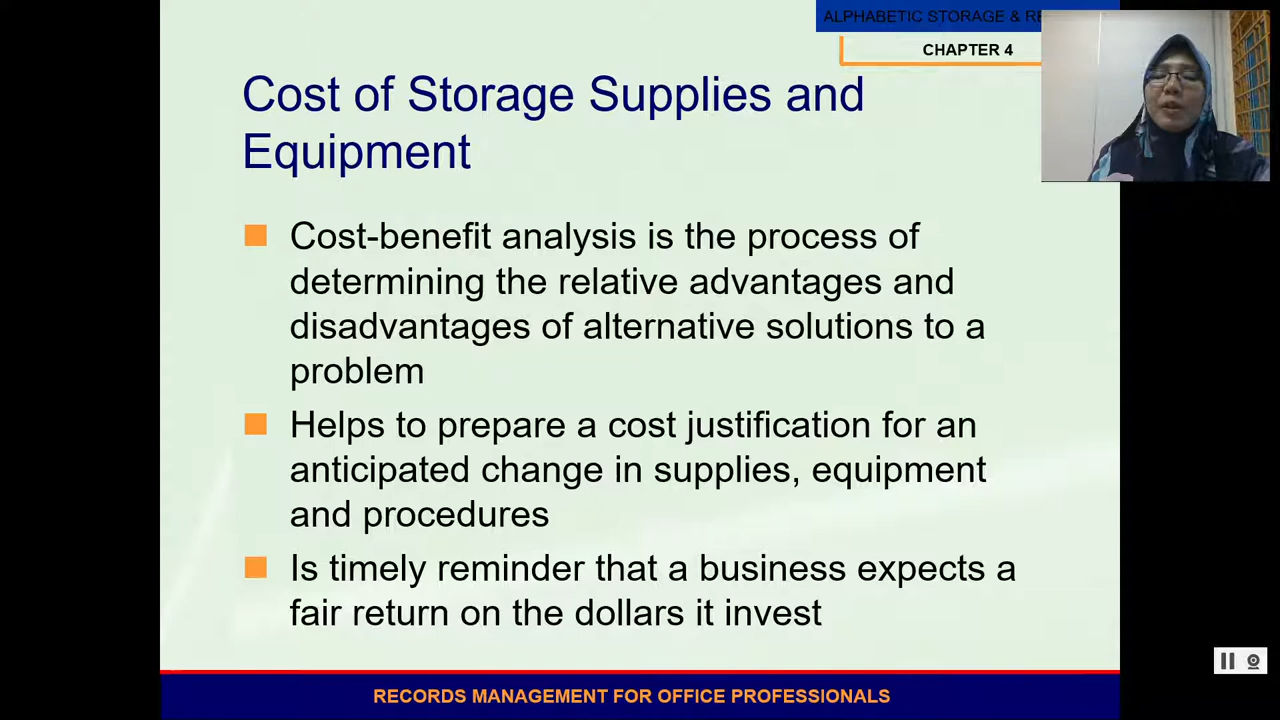 ALPHABETIC STORAGE &
CHAPTER 4
Cost of Storage Supplies and
Equipment
Cost-benefit analysis is the process of
determining the relative advantages and
disadvantages of alternative solutions to a
problem
Helps to prepare a cost justification for an
anticipated change in supplies, equipment
and procedures
Is timely reminder that a business expects a
fair return on the dollars it invest
RECORDS MANAGEMENT FOR OFFICE PROFESSIONALS